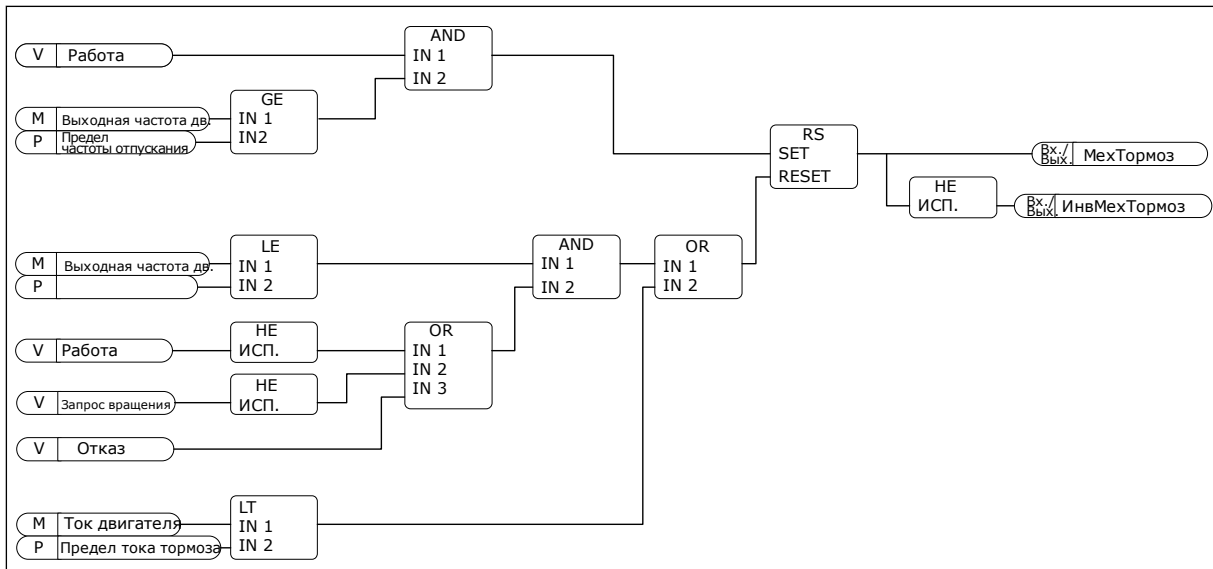 AND
V Работа
IN 1
IN 2
GE
M Выходная частота дв.
IN 1
P Предел
частоты отпускания
IN2
RS
SET
RESET
Вх./
Вых. МехТормоз
НЕ
ИСП.
Вх./
Вых. ИнвМехТормоз
LE
M Выходная частота дв.
IN 1
P
IN 2
AND
IN 1
IN 2
OR
IN 1
IN 2
V Работа
НЕ
ИСП.
OR
IN 1
IN 2
IN 3
V Запрос вращения
НЕ
ИСП.
V Отказ
LT
M Ток двигателя
IN 1
P Предел тока тормоза
IN 2